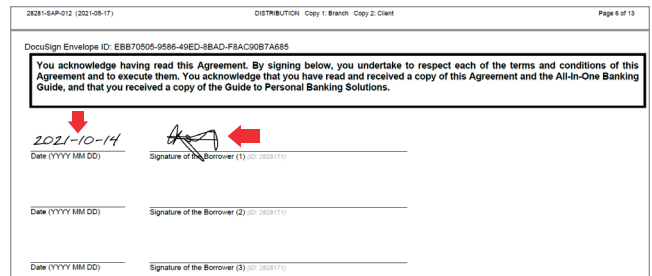 28281-SAP-012 (2021-05-17) DISTRIBUTION Copy 1: Branch Copy 2: Client Page 6 of 13
DocuSign Envelope ID: EBB70505-9586-49ED-8BAD-F8AC90B7A685
You acknowledge having read this Agreement. By signing below, you undertake to respect each of the terms and conditions of this
Agreement and to execute them. You acknowledge that you have read and received a copy of this Agreement and the All-In-One Banking
Guide, and that you received a copy of the Guide to Personal Banking Solutions.
2021-10-14
Date (YYYY MM DD) Signature of the Borrower (1) (ID: 2828171)
Date (YYYY MM DD) Signature of the Borrower (2) (ID: 2828171)
Date (YYYY MM DD) Signature of the Borrower (3) (ID: 2828171)